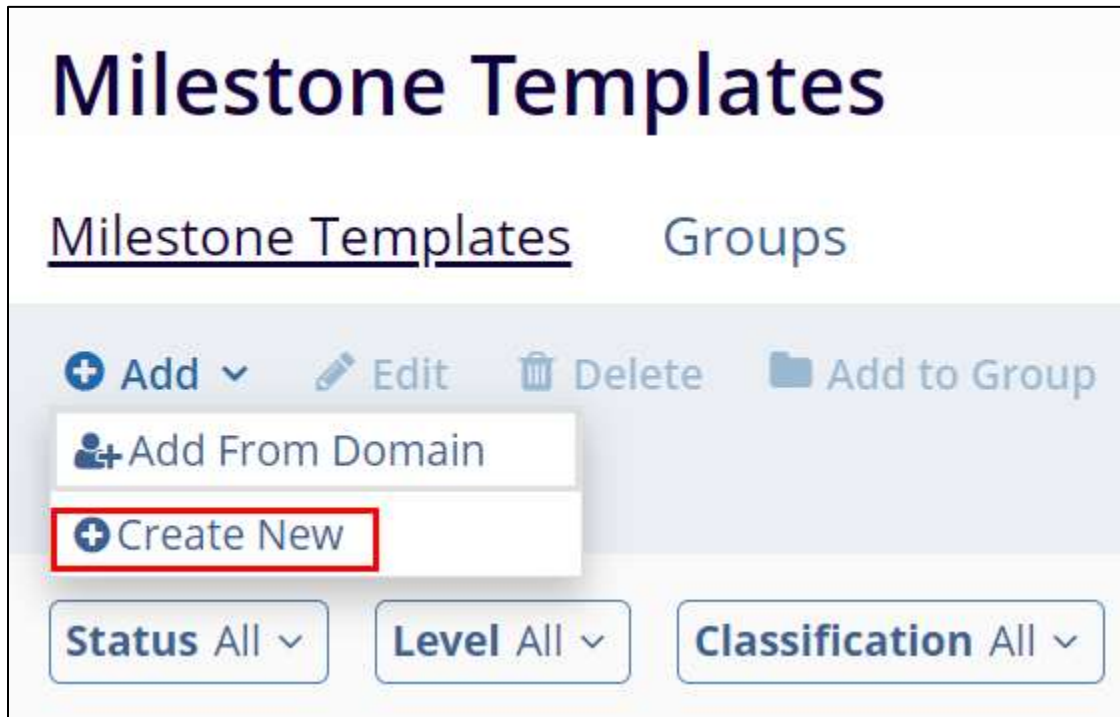 Milestone Templates
Milestone Templates Groups
Add Edit Delete Add to Group
Add From Domain
Create New
Status All Level All Classification All